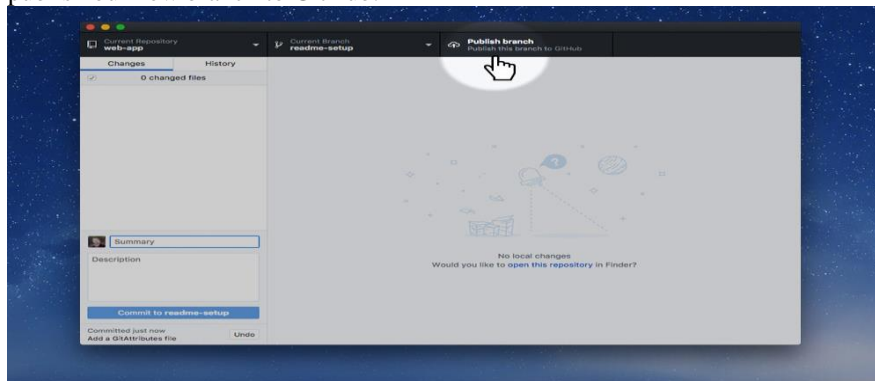 Current Repository
web-app
Current Branch
readme-setup
Publish branch
Publish this branch to GitHub
Changes
History
0 changed files
No local changes
Would you like to open this repository in Finder?
Summary
Description
Commit to readme-setup
Committed just now
Add a GitAttributes file
Undo